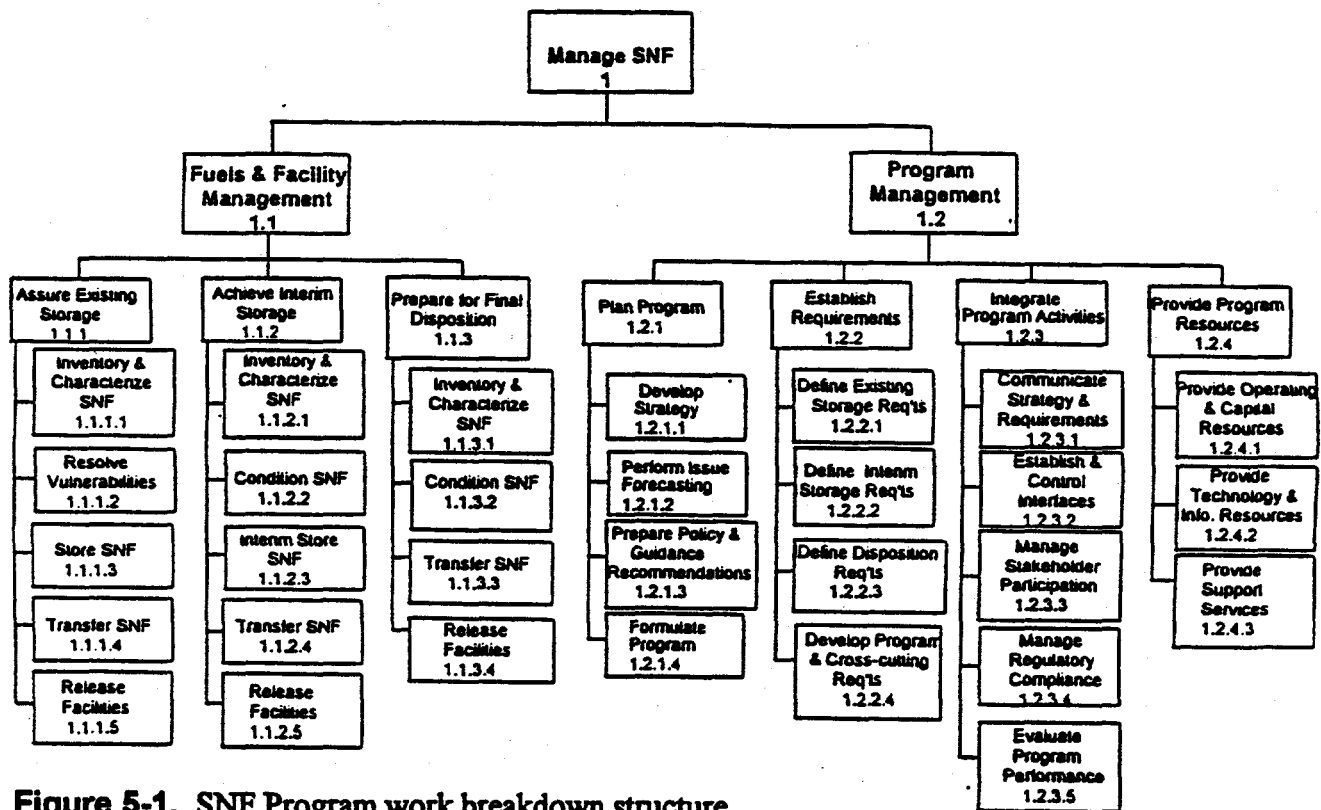 Manage SNF
1
Fuels & Facility
Management
1.1
Program
Management
1.2
Assure Existing
Storage
1.1.1
Inventory &
Characterize
SNF
1.1.1.1
Resolve
Vulnerabilities
1.1.1.2
Store SNF
1.1.1.3
Transfer SNF
1.1.1.4
Release
Facilities
1.1.1.5
Achieve Interim
Storage
1.1.2
Inventory &
Characterize
SNF
1.1.2.1
Condition SNF
1.1.2.2
Interim Store
SNF
1.1.2.3
Transfer SNF
1.1.2.4
Release
Facilities
1.1.2.5
Prepare for Final
Disposition
1.1.3
Inventory &
Characterize
SNF
1.1.3.1
Condition SNF
1.1.3.2
Transfer SNF
1.1.3.3
Release
Facilities
1.1.3.4
Plan Program
1.2.1
Develop
Strategy
1.2.1.1
Perform Issue
Forecasting
1.2.1.2
Prepare Policy &
Guidance
Recommendations
1.2.1.3
Formulate
Program
1.2.1.4
Establish
Requirements
1.2.2
Define Existing
Storage Req'ts
1.2.2.1
Define Interim
Storage Req'ts
1.2.2.2
Define Disposition
Req'ts
1.2.2.3
Develop Program
& Cross-cutting
Req'ts
1.2.2.4
Integrate
Program Activities
1.2.3
Communicate
Strategy &
Requirements
1.2.3.1
Establish &
Control
Interfaces
1.2.3.2
Manage
Stakeholder
Participation
1.2.3.3
Manage
Regulatory
Compliance
1.2.3.4
Evaluate
Program
Performance
1.2.3.5
Provide Program
Resources
1.2.4
Provide Operating
& Capital
Resources
1.2.4.1
Provide
Technology &
Info. Resources
1.2.4.2
Provide
Support
Services
1.2.4.3
Figure 5-1. SNF Program work breakdown structure